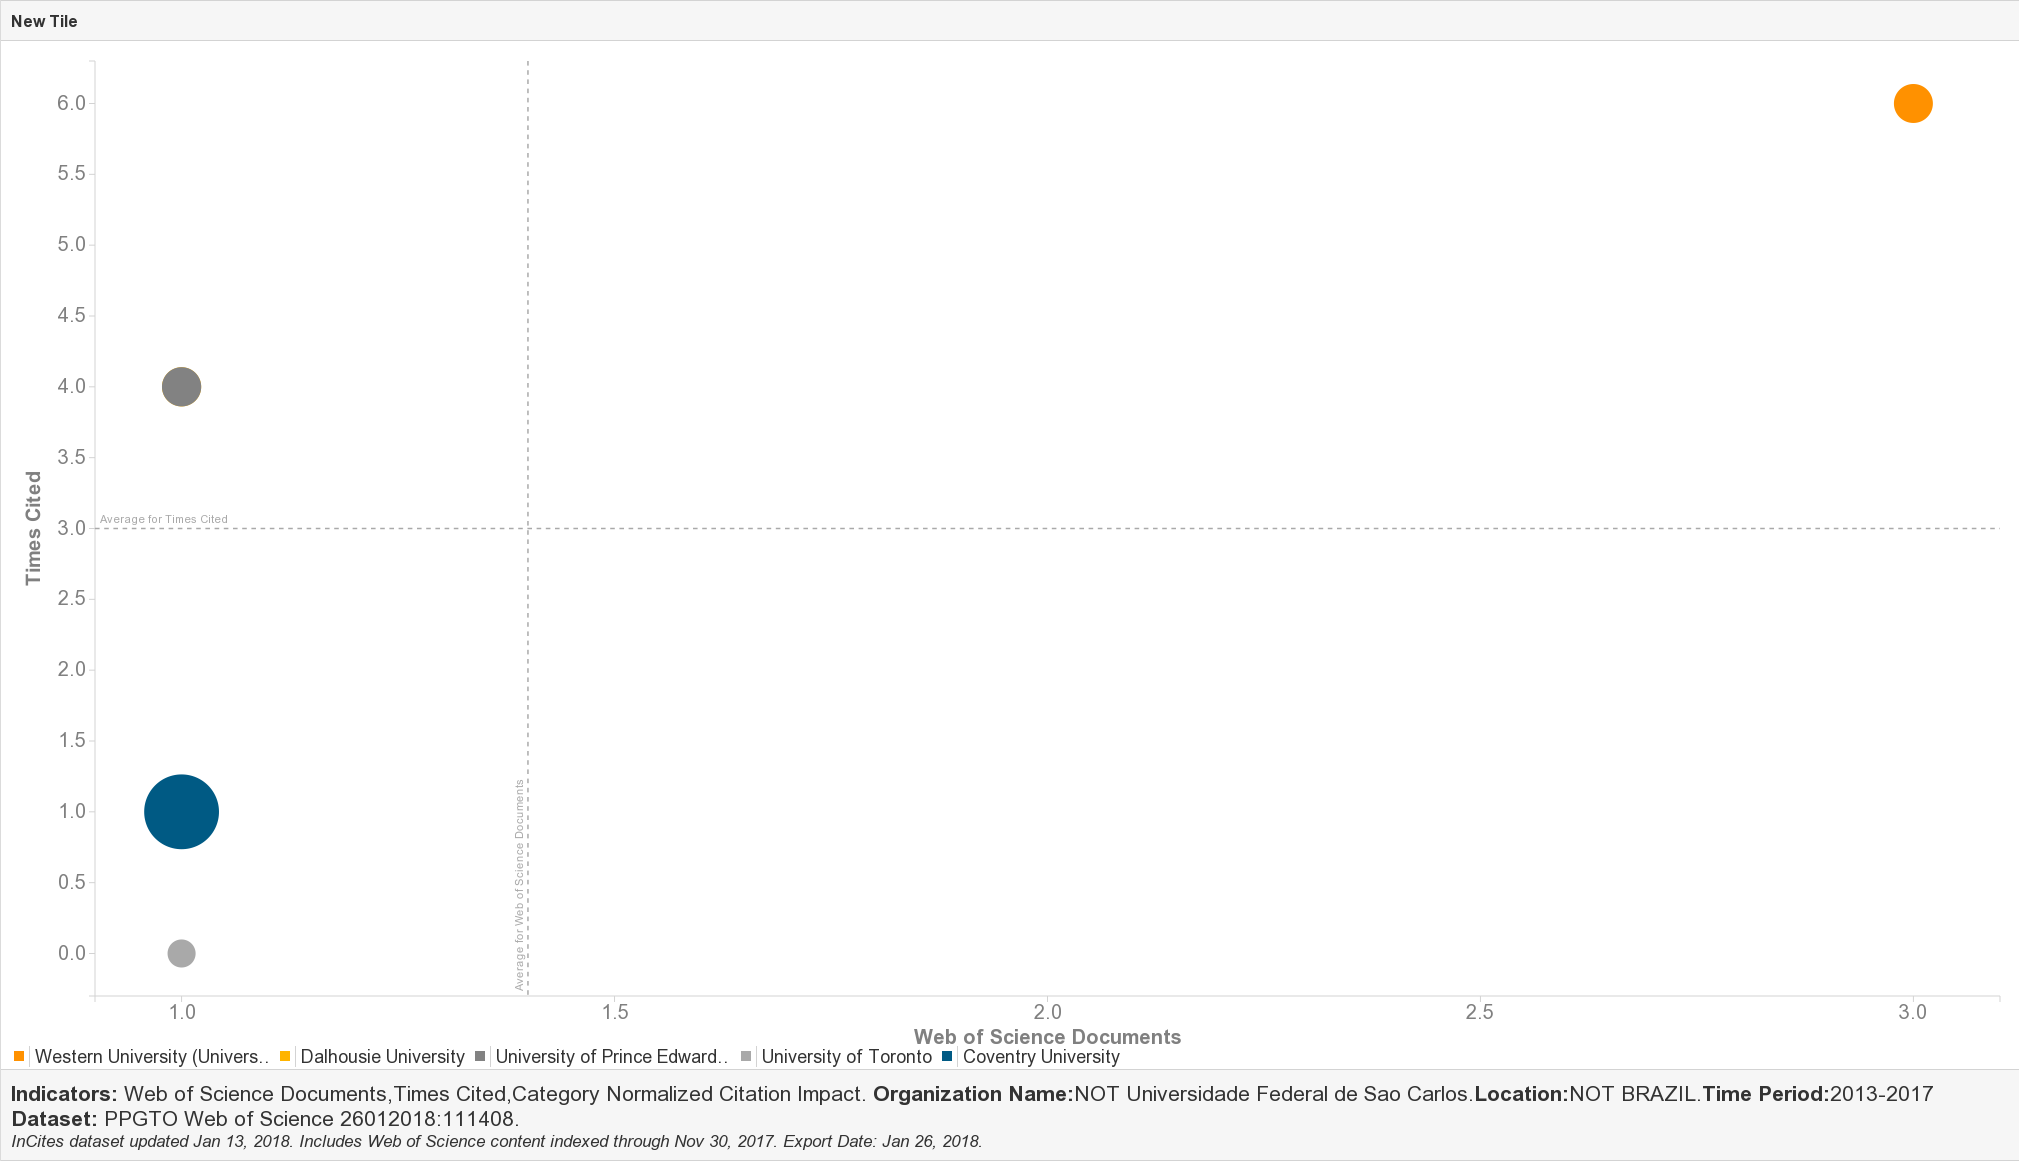 New Tile
6.0
5.5
5.0
4.5
4.0
3.5
3.0
2.5
2.0
1.5
1.0
0.5
0.0
Times Cited
Average for Times Cited
Average for Web of Science Documents
1.0 1.5 2.0 2.5 3.0
Web of Science Documents
Western University (Univers.. Dalhousie University University of Prince Edward.. University of Toronto Coventry University
Indicators: Web of Science Documents,Times Cited,Category Normalized Citation Impact. Organization Name:NOT Universidade Federal de Sao Carlos.Location:NOT BRAZIL.Time Period:2013-2017
Dataset: PPGTO Web of Science 26012018:111408.
InCites dataset updated Jan 13, 2018. Includes Web of Science content indexed through Nov 30, 2017. Export Date: Jan 26, 2018.